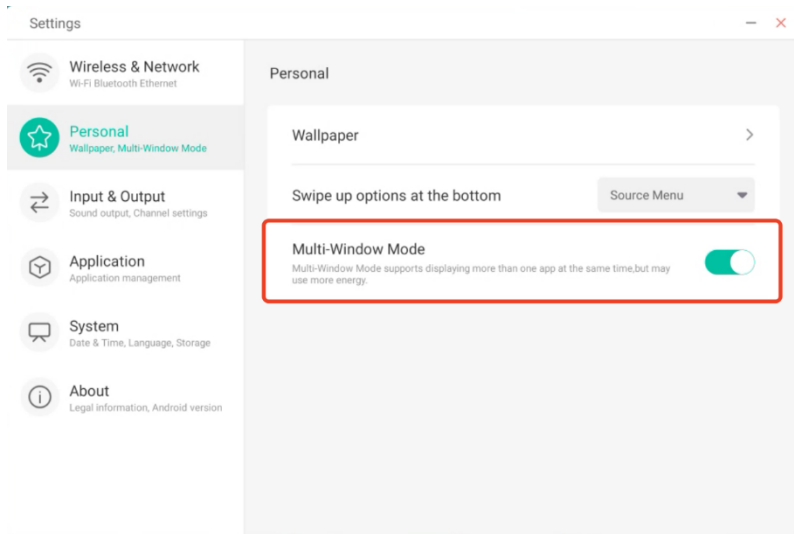 Settings
Wireless & Network
Wi-Fi Bluetooth Ethernet
Personal
Wallpaper, Multi-Window Mode
Input & Output
Sound output, Channel settings
Application
Application management
System
Date & Time, Language, Storage
About
Legal information, Android version
Personal
Wallpaper
Swipe up options at the bottom
Source Menu
Multi-Window Mode
Multi-Window Mode supports displaying more than one app at the same time,but may
use more energy.